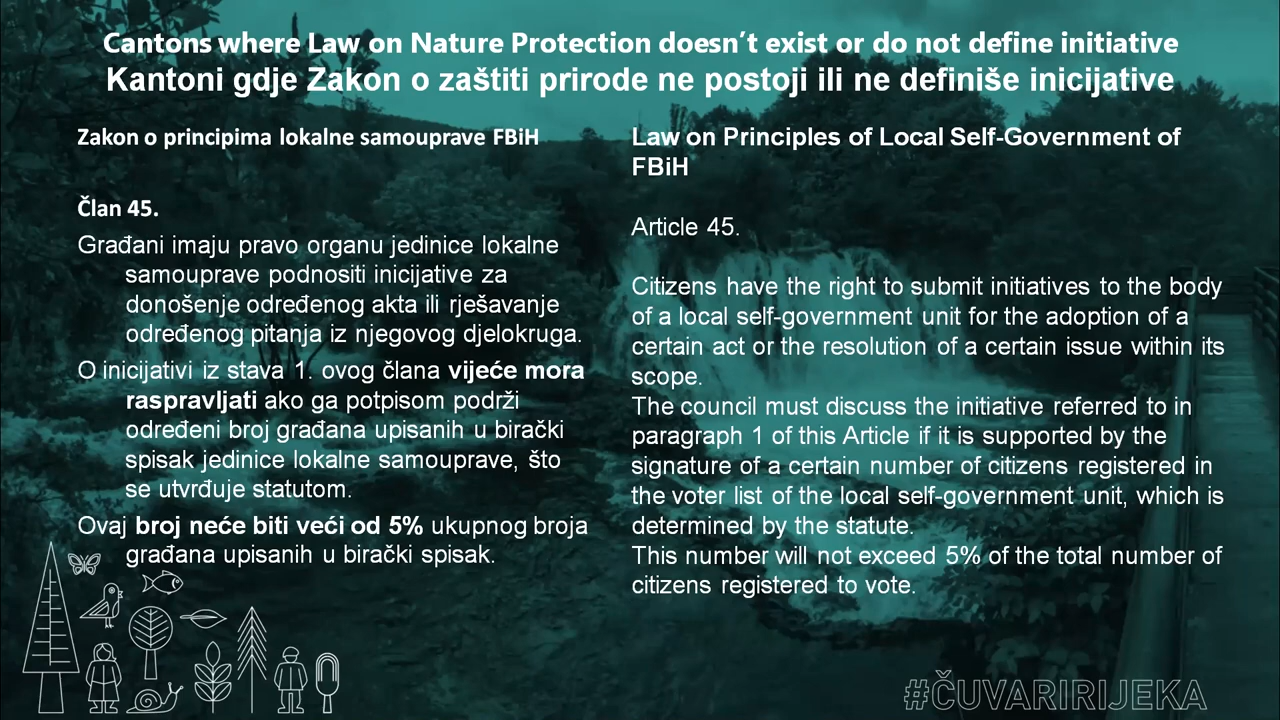 Cantons where Law on Nature Protection doesn’t exist or do not define initiative
Kantoni gdje Zakon o zaštiti prirode ne postoji ili ne definiše inicijative
Zakon o principima lokalne samouprave FBiH
Član 45.
Građani imaju pravo organu jedinice lokalne
samouprave podnositi inicijative za
donošenje određenog akta ili rješavanje
određenog pitanja iz njegovog djelokruga.
O inicijativi iz stava 1. ovog člana vijeće mora
raspravljati ako ga potpisom podrži
određeni broj građana upisanih u birački
spisak jedinice lokalne samouprave, što
se utvrđuje statutom.
Ovaj broj neće biti veći od 5% ukupnog broja
građana upisanih u birački spisak.
Law on Principles of Local Self-Government of
FBiH
Article 45.
Citizens have the right to submit initiatives to the body
of a local self-government unit for the adoption of a
certain act or the resolution of a certain issue within its
scope.
The council must discuss the initiative referred to in
paragraph 1 of this Article if it is supported by the
signature of a certain number of citizens registered in
the voter list of the local self-government unit, which is
determined by the statute.
This number will not exceed 5% of the total number of
citizens registered to vote.
#ČUVARIRIJEKA